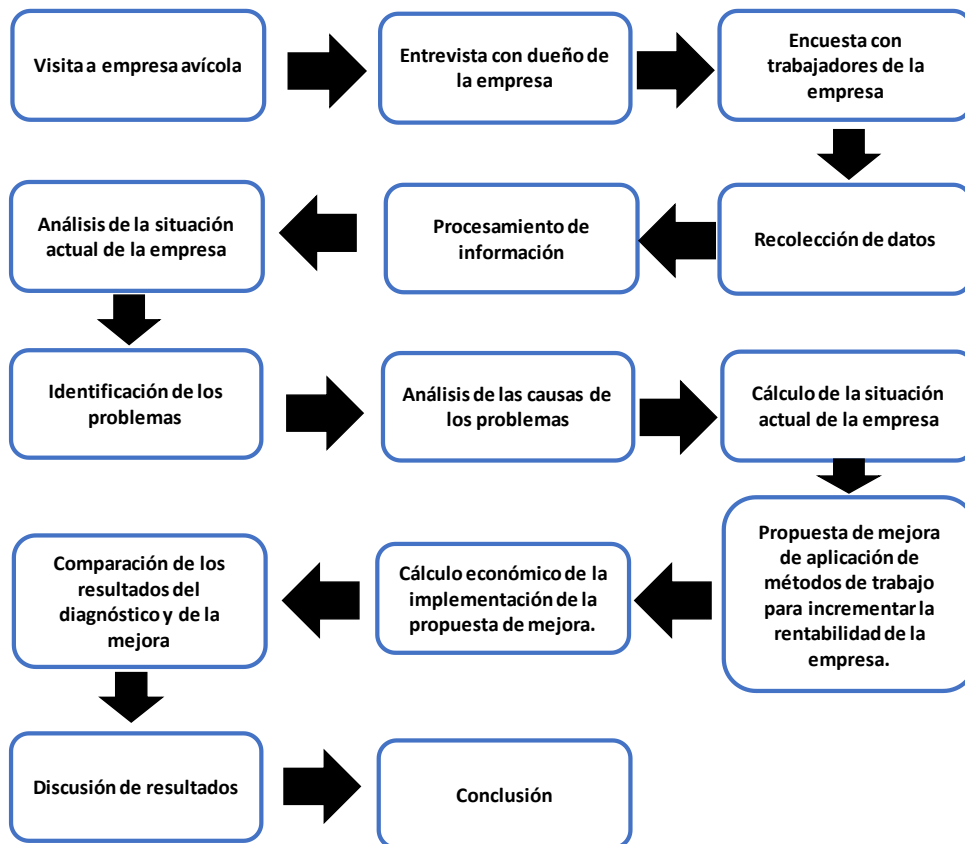 Visita a empresa avícola
Entrevista con dueño de
la empresa
Encuesta con
trabajadores de la
empresa
Recolección de datos
Procesamiento de
información
Análisis de la situación
actual de la empresa
Identificación de los
problemas
Análisis de las causas de
los problemas
Cálculo de la situación
actual de la empresa
Propuesta de mejora
de aplicación de
métodos de trabajo
para incrementar la
rentabilidad de la
empresa.
Cálculo económico de la
implementación de la
propuesta de mejora.
Comparación de los
resultados del
diagnóstico y de la
mejora
Discusión de resultados
Conclusión